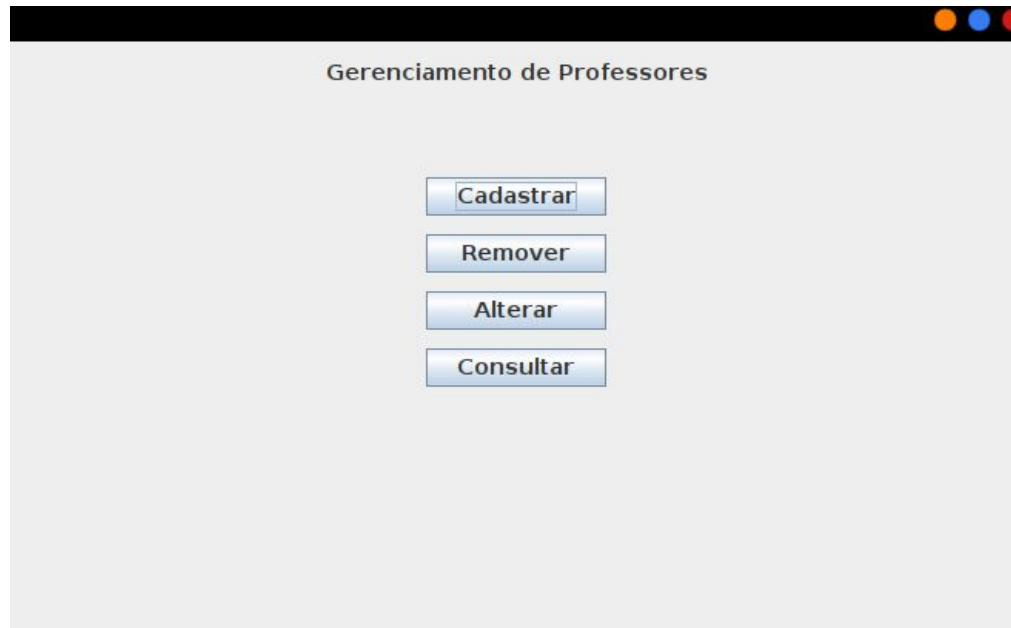 Gerenciamento de Professores
Cadastrar
Remover
Alterar
Consultar